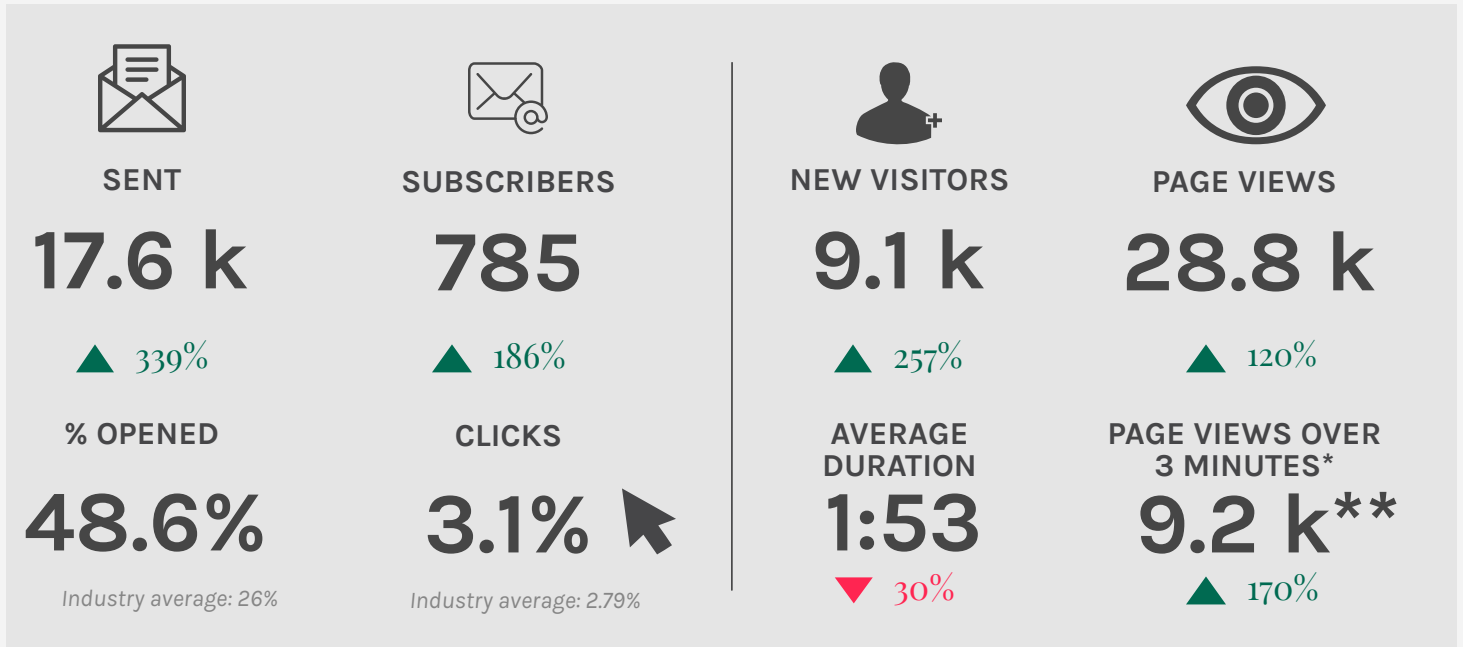 SENT
SUBSCRIBERS
NEW VISITORS
PAGE VIEWS
17.6 k
785
9.1 k
28.8 k
339%
186%
257%
120%
% OPENED
CLICKS
AVERAGE
DURATION
PAGE VIEWS OVER
3 MINUTES*
48.6%
3.1%
1:53
9.2 k**
30%
170%
Industry average: 26%
Industry average: 2.79%